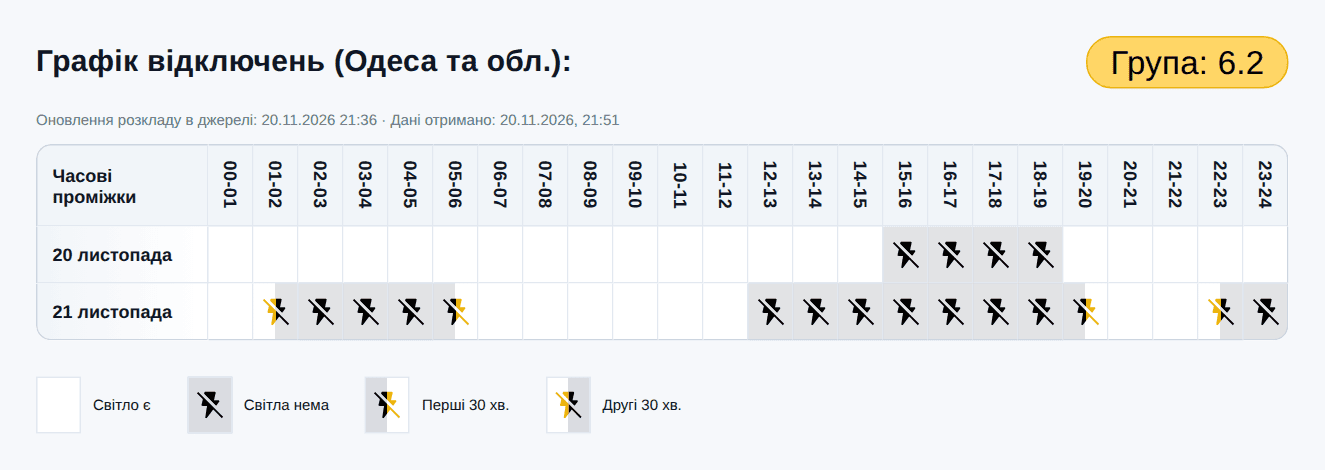 Графік відключень (Одеса та обл.):
Група: 6.2
Оновлення розкладу в джерелі: 20.11.2026 21:36 · Дані отримано: 20.11.2026, 21:51
Часові
проміжки
00-01
01-02
02-03
03-04
04-05
05-06
06-07
07-08
08-09
09-10
10-11
11-12
12-13
13-14
14-15
15-16
16-17
17-18
18-19
19-20
20-21
21-22
22-23
23-24
20 листопада
21 листопада
Світло є
Світла нема
Перші 30 хв.
Другі 30 хв.